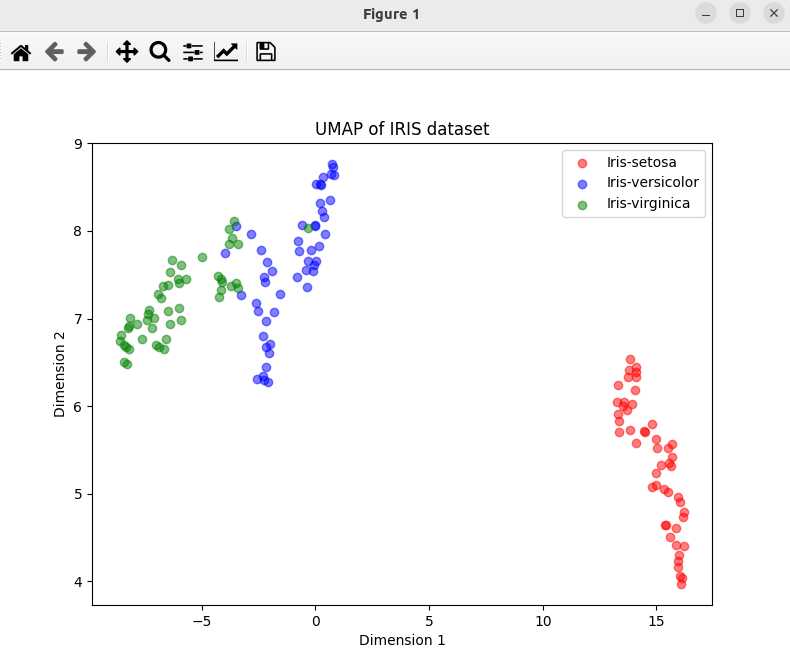 Figure 1
UMAP of IRIS dataset
Iris-setosa
Iris-versicolor
Iris-virginica
9
8
7
6
5
4
Dimension 2
−5
0
5
10
15
Dimension 1